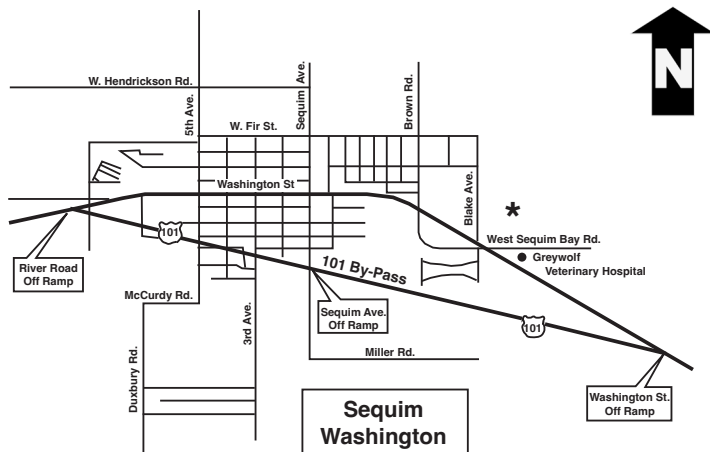 N
W. Hendrickson Rd.
5th Ave.
Sequim Ave.
Brown Rd.
W. Fir St.
Washington St
Blake Ave.
*
West Sequim Bay Rd.
Greywolf
Veterinary Hospital
101
River Road
Off Ramp
101 By-Pass
McCurdy Rd.
3rd Ave.
Sequim Ave.
Off Ramp
101
Miller Rd.
Duxbury Rd.
Washington St.
Off Ramp
Sequim
Washington